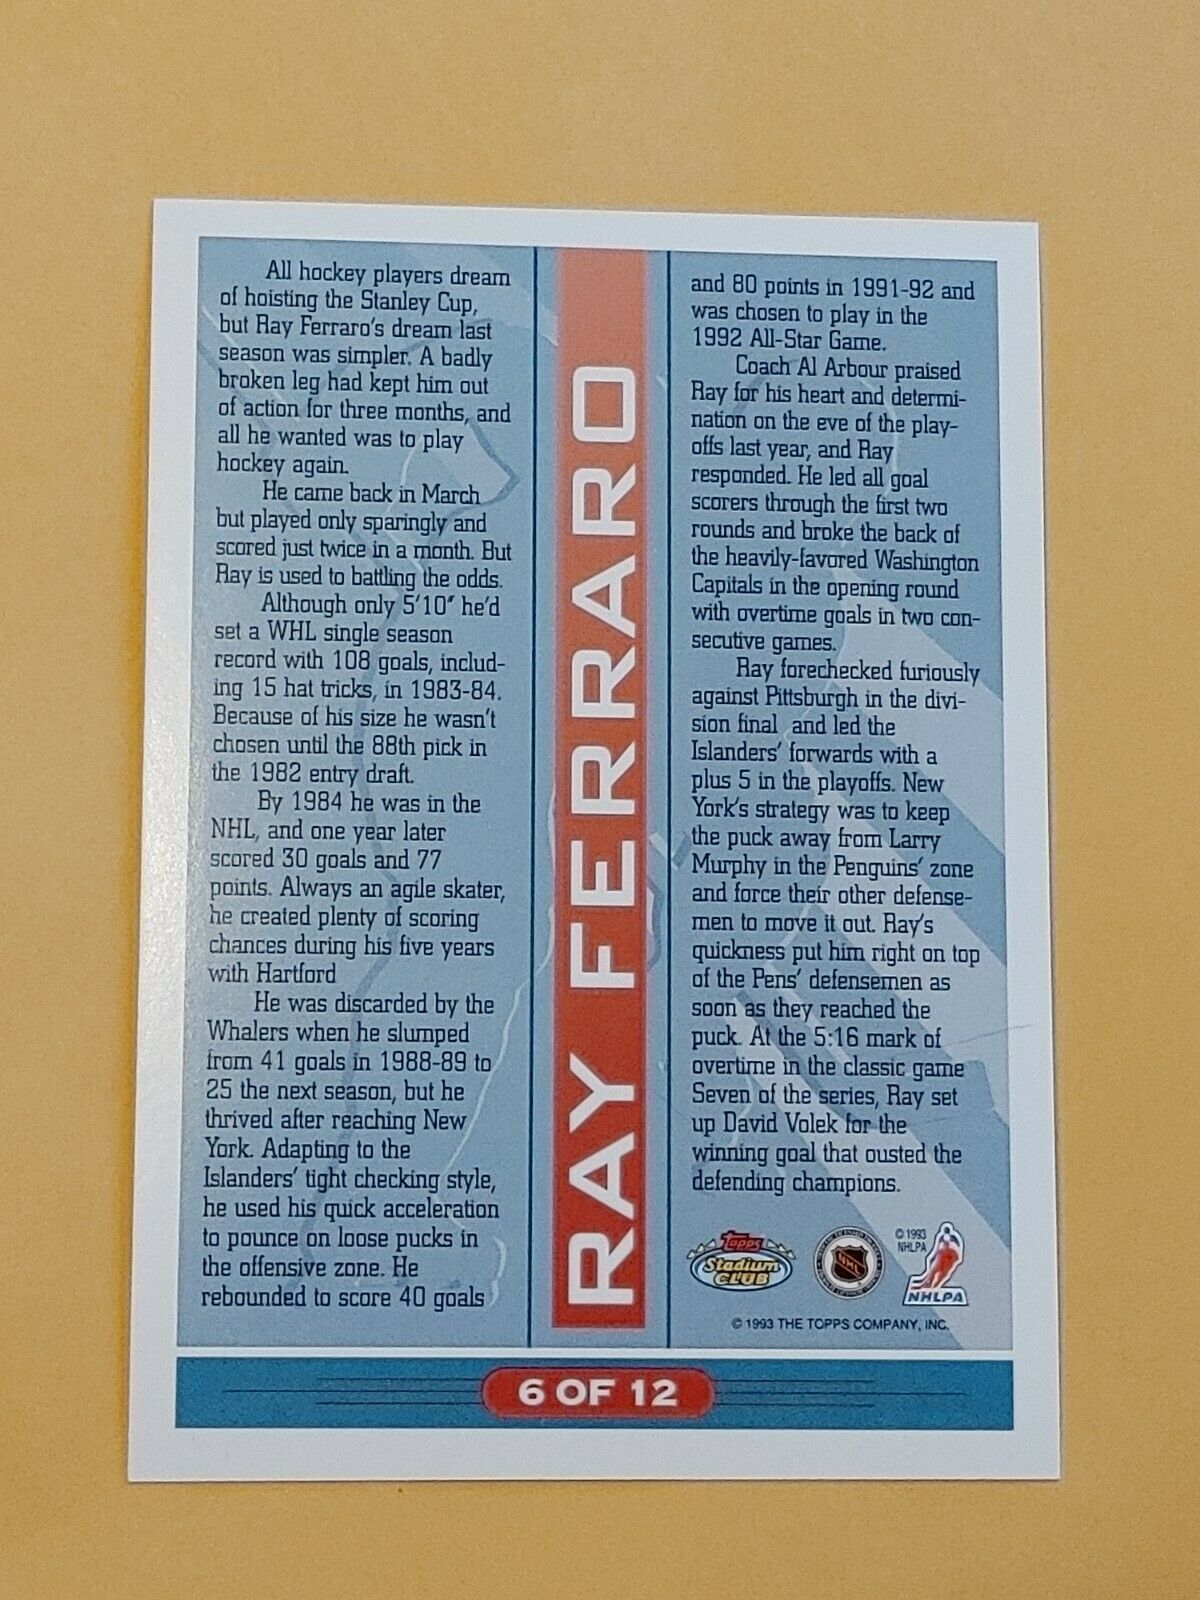 All hockey players dream
of hoisting the Stanley Cup,
but Ray Ferraro's dream last
season was simpler. A badly
broken leg had kept him out
of action for three months, and
all he wanted was to play
hockey again.
He came back in March
but played only sparingly and
scored just twice in a month. But
Ray is used to battling the odds.
Although only 5'10" he'd
set a WHL single season
record with 108 goals, includ-
ing 15 hat tricks, in 1983-84.
Because of his size he wasn't
chosen until the 88th pick in
the 1982 entry draft.
By 1984 he was in the
NHL, and one year later
scored 30 goals and 77
points. Always an agile skater,
he created plenty of scoring
chances during his five years
with Hartford
He was discarded by the
Whalers when he slumped
from 41 goals in 1988-89 to
25 the next season, but he
thrived after reaching New
York. Adapting to the
Islanders' tight checking style,
he used his quick acceleration
to pounce on loose pucks in
the offensive zone. He
rebounded to score 40 goals
RAY FERRARO
and 80 points in 1991-92 and
was chosen to play in the
1992 All-Star Game.
Coach Al Arbour praised
Ray for his heart and determi-
nation on the eve of the play-
offs last year, and Ray
responded. He led all goal
scorers through the first two
rounds and broke the back of
the heavily-favored Washington
Capitals in the opening round
with overtime goals in two con-
secutive games.
Ray forechecked furiously
against Pittsburgh in the divi-
sion final and led the
Islanders' forwards with a
plus 5 in the playoffs. New
York's strategy was to keep
the puck away from Larry
Murphy in the Penguins' zone
and force their other defense-
men to move it out. Ray's
quickness put him right on top
of the Pens' defensemen as
soon as they reached the
puck. At the 5:16 mark of
overtime in the classic game
Seven of the series, Ray set
up David Volek for the
winning goal that ousted the
defending champions.
Topps
Stadium
CLUB
NHL
© 1993
NHLPA
NHLPA
© 1993 THE TOPPS COMPANY, INC.
6 OF 12